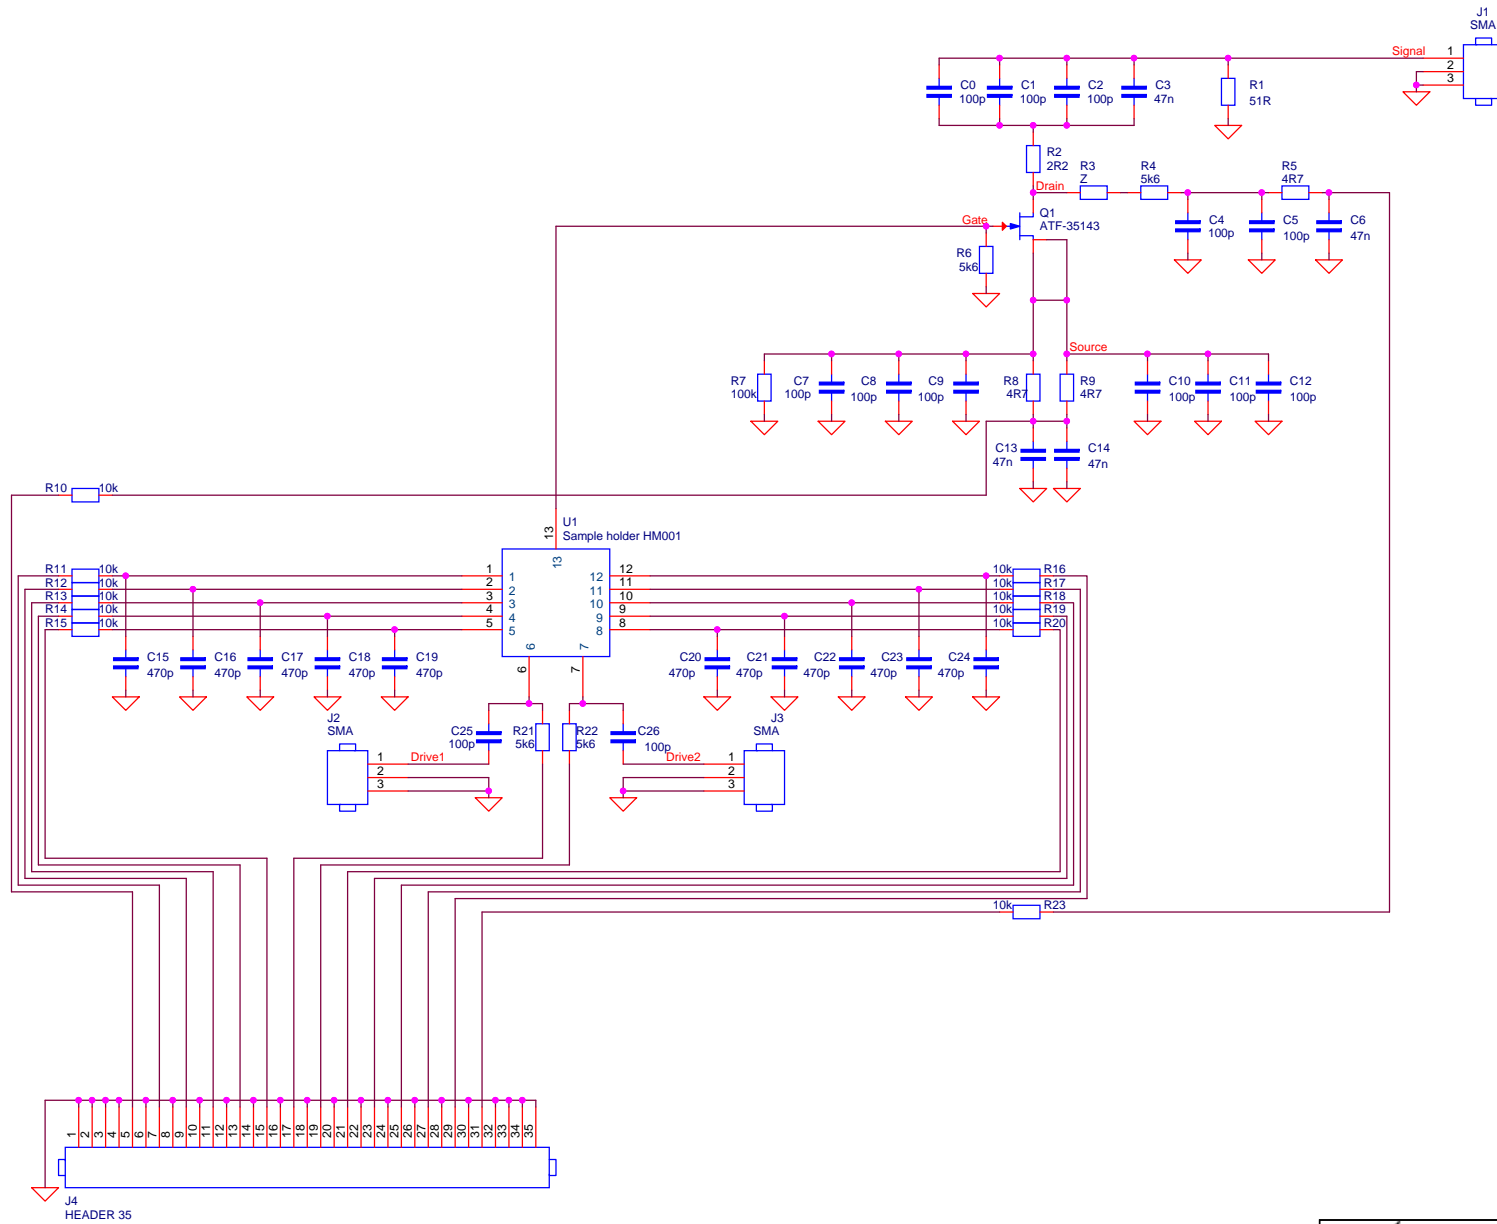 J1
SMA
Signal
1
2
3
C0
100p
C1
100p
C2
100p
C3
47n
R1
51R
R2
2R2
Drain
R3
Z
R4
5k6
R5
4R7
Gate
Q1
ATF-35143
R6
5k6
C4
100p
C5
100p
C6
47n
Source
R7
100k
C7
100p
C8
100p
C9
100p
R8
4R7
R9
4R7
C10
100p
C11
100p
C12
100p
C13
47n
C14
47n
R10 10k
U1
Sample holder HM001
13
13
R11 10k
R12 10k
R13 10k
R14 10k
R15 10k
1
2
3
4
5
1
2
3
4
5
12
11
10
9
8
12
11
10
9
8
10k R16
10k R17
10k R18
10k R19
10k R20
6
7
6
7
C15
470p
C16
470p
C17
470p
C18
470p
C19
470p
C20
470p
C21
470p
C22
470p
C23
470p
C24
470p
J2
SMA
1
2
3
Drive1
C25
100p
R21
5k6
R22
5k6
C26
100p
Drive2
J3
SMA
1
2
3
10k R23
1 2 3 4 5 6 7 8 9 10 11 12 13 14 15 16 17 18 19 20 21 22 23 24 25 26 27 28 29 30 31 32 33 34 35
J4
HEADER 35